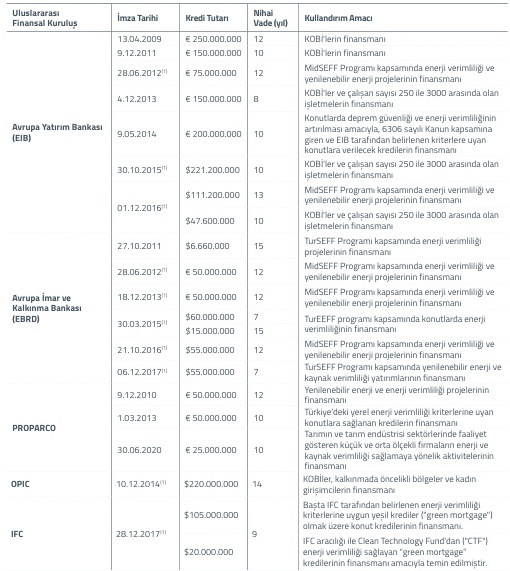 Uluslararası
Finansal Kuruluş
İmza Tarihi
Kredi Tutarı
Nihai
Vade (yıl)
Kullandırım Amacı
Avrupa Yatırım Bankası
(EIB)
13.04.2009
€ 250.000.000
12
KOBİ'lerin finansmanı
9.12.2011
€ 150.000.000
10
KOBİ'lerin finansmanı
28.06.2012(1)
€ 75.000.000
12
MidSEFF Programı kapsamında enerji verimliliği ve
yenilenebilir enerji projelerinin finansmanı
4.12.2013
€ 150.000.000
8
KOBİ'ler ve çalışan sayısı 250 ile 3000 arasında olan
işletmelerin finansmanı
9.05.2014
€ 200.000.000
10
Konutlarda deprem güvenliği ve enerji verimliliğinin
artırılması amacıyla, 6306 sayılı Kanun kapsamına
giren ve EIB tarafından belirlenen kriterlere uyan
konutlara verilecek kredilerin finansmanı
30.10.2015(1)
$221.200.000
10
KOBİ'ler ve çalışan sayısı 250 ile 3000 arasında olan
işletmelerin finansmanı
01.12.2016(1)
$111.200.000
13
MidSEFF Programı kapsamında enerji verimliliği ve
yenilenebilir enerji projelerinin finansmanı
$47.600.000
10
KOBİ'ler ve çalışan sayısı 250 ile 3000 arasında olan
işletmelerin finansmanı
Avrupa İmar ve
Kalkınma Bankası
(EBRD)
27.10.2011
$6.660.000
15
TurSEFF Programı kapsamında enerji verimliliği
projelerinin finansmanı
28.06.2012(1)
€ 50.000.000
12
MidSEFF Programı kapsamında enerji verimliliği ve
yenilenebilir enerji projelerinin finansmanı
18.12.2013(1)
€ 50.000.000
12
MidSEFF Programı kapsamında enerji verimliliği ve
yenilenebilir enerji projelerinin finansmanı
30.03.2015(1)
$60.000.000
7
$15.000.000
15
TurEEFF programı kapsamında konutlarda enerji
verimliliğinin finansmanı
21.10.2016(1)
$55.000.000
12
MidSEFF Programı kapsamında enerji verimliliği ve
yenilenebilir enerji projelerinin finansmanı
06.12.2017(1)
$55.000.000
7
TurSEFF Programı kapsamında yenilenebilir enerji ve
kaynak verimliliği yatırımlarının finansmanı
PROPARCO
9.12.2010
€ 50.000.000
12
Yenilenebilir enerji ve enerji verimliliği projelerinin
finansmanı
1.03.2013
€ 50.000.000
10
Türkiye'deki yerel enerji verimliliği kriterlerine uyan
konutlara sağlanan kredilerin finansmanı
30.06.2020
€ 25.000.000
10
Tarımın ve tarım endüstrisi sektörlerinde faaliyet
gösteren küçük ve orta ölçekli firmaların enerji ve
kaynak verimliliği sağlamaya yönelik aktivitelerinin
finansmanı
OPIC
10.12.2014(1)
$220.000.000
14
KOBİler, kalkınmada öncelikli bölgeler ve kadın
girişimcilerin finansmanı
IFC
28.12.2017(1)
$105.000.000
9
Başta IFC tarafından belirlenen enerji verimliliği
kriterlerine uygun yeşil krediler ("green mortgage")
olmak üzere konut kredilerinin finansmanı.
$20.000.000
IFC aracılığı ile Clean Technology Fund'dan ("CTF")
enerji verimliliği sağlayan "green mortgage"
kredilerinin finansmanı amacıyla temin edilmiştir.